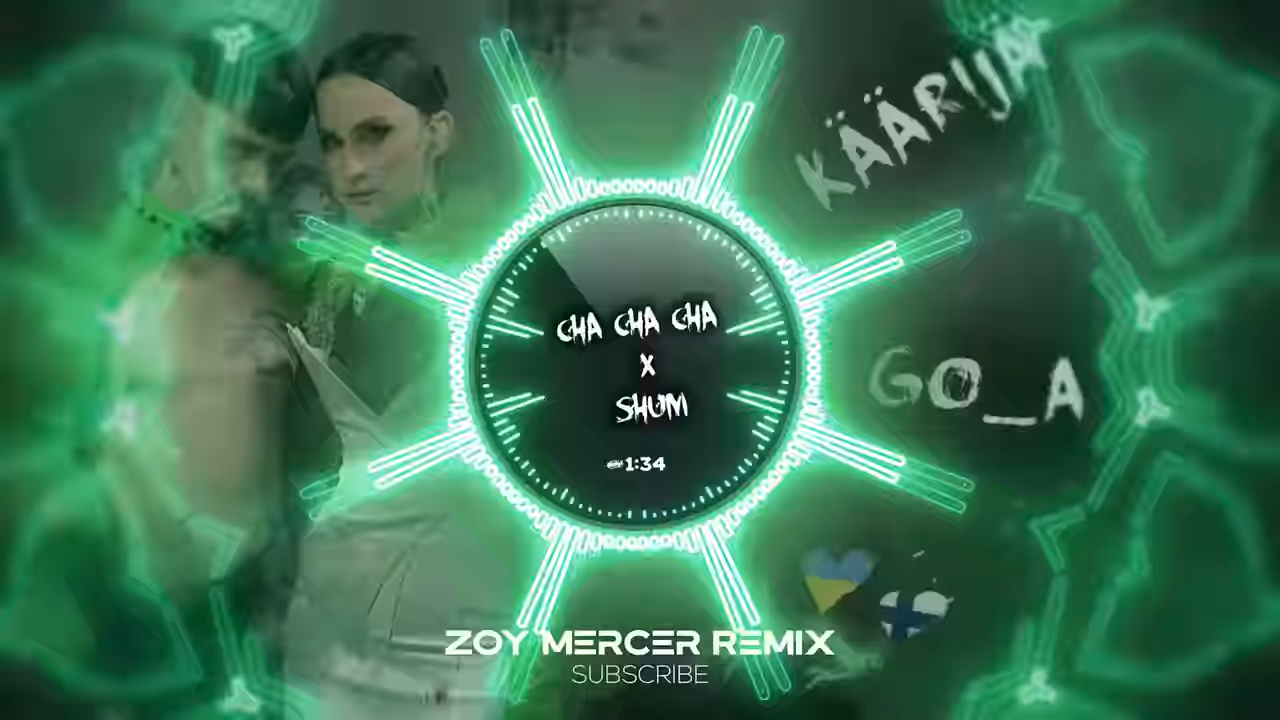 KÄÄRIJÄ
CHA CHA CHA
X
SHUM
GO_A
1:34
ZOY MERCER REMIX
SUBSCRIBE